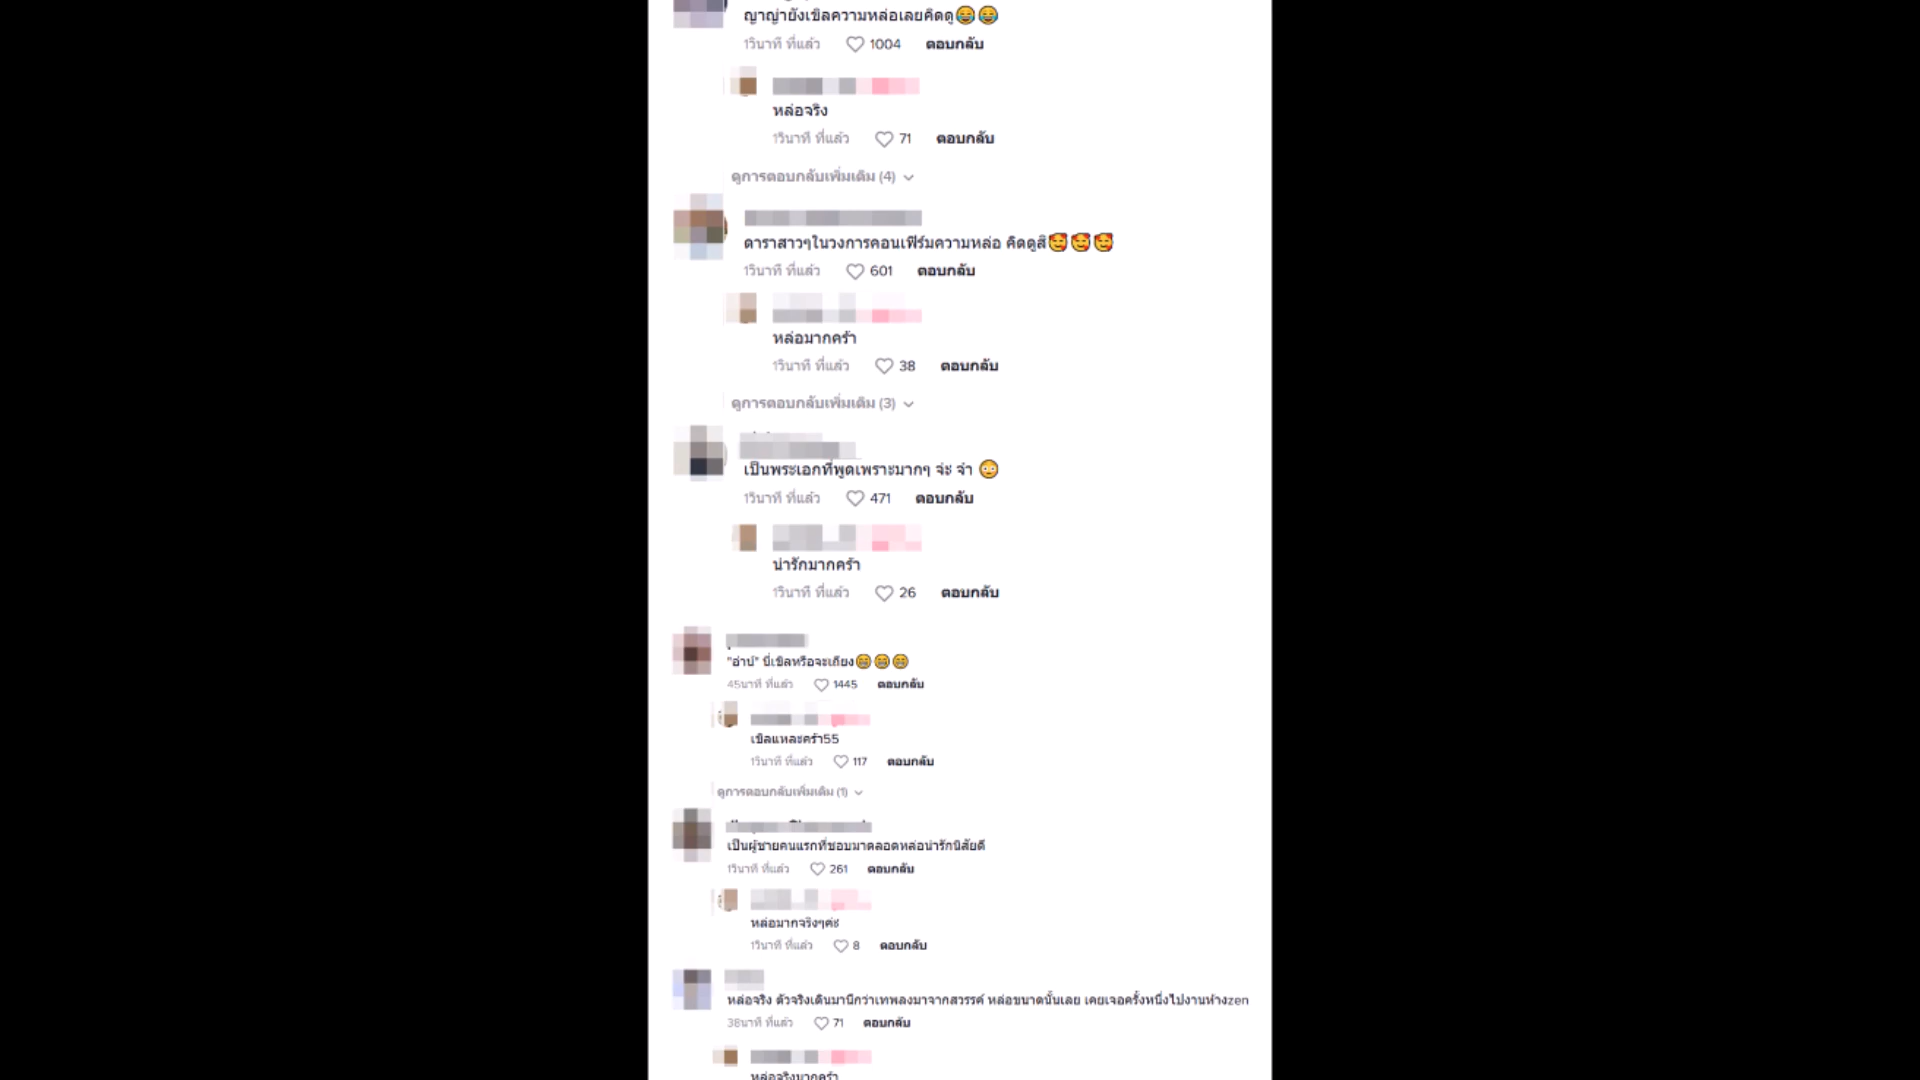 ญาญ่ายังเขิลความหล่อเลยคิดดู😂😂
1วินาที ที่แล้ว 1004 ตอบกลับ
หล่อจริง
1วินาที ที่แล้ว 71 ตอบกลับ
ดูการตอบกลับเพิ่มเติม (4)
ดาราสาวๆในวงการคอนเฟิร์มความหล่อ คิดดูสิ🥰🥰🥰
1วินาที ที่แล้ว 601 ตอบกลับ
หล่อมากคร้า
1วินาที ที่แล้ว 38 ตอบกลับ
ดูการตอบกลับเพิ่มเติม (3)
เป็นพระเอกที่พูดเพราะมากๆ จ่ะ จ๋า 😳
1วินาที ที่แล้ว 471 ตอบกลับ
น่ารักมากคร้า
1วินาที ที่แล้ว 26 ตอบกลับ
"อ่าป" นี่เขิลหรือจะเถียง😁😁😁
45นาที ที่แล้ว 1445 ตอบกลับ
เขิลแหละคร้า55
1วินาที ที่แล้ว 117 ตอบกลับ
ดูการตอบกลับเพิ่มเติม (1)
เป็นผู้ชายคนแรกที่ชอบมาตลอดหล่อน่ารักนิสัยดี
1วินาที ที่แล้ว 261 ตอบกลับ
หล่อมากจริงๆค่ะ
1วินาที ที่แล้ว 8 ตอบกลับ
หล่อจริง ตัวจริงเดินมานึกว่าเทพลงมาจากสวรรค์ หล่อขนาดนั้นเลย เคยเจอครั้งหนึ่งไปงานห้างzen
38นาที ที่แล้ว 71 ตอบกลับ
หล่อจริงมากคร้า